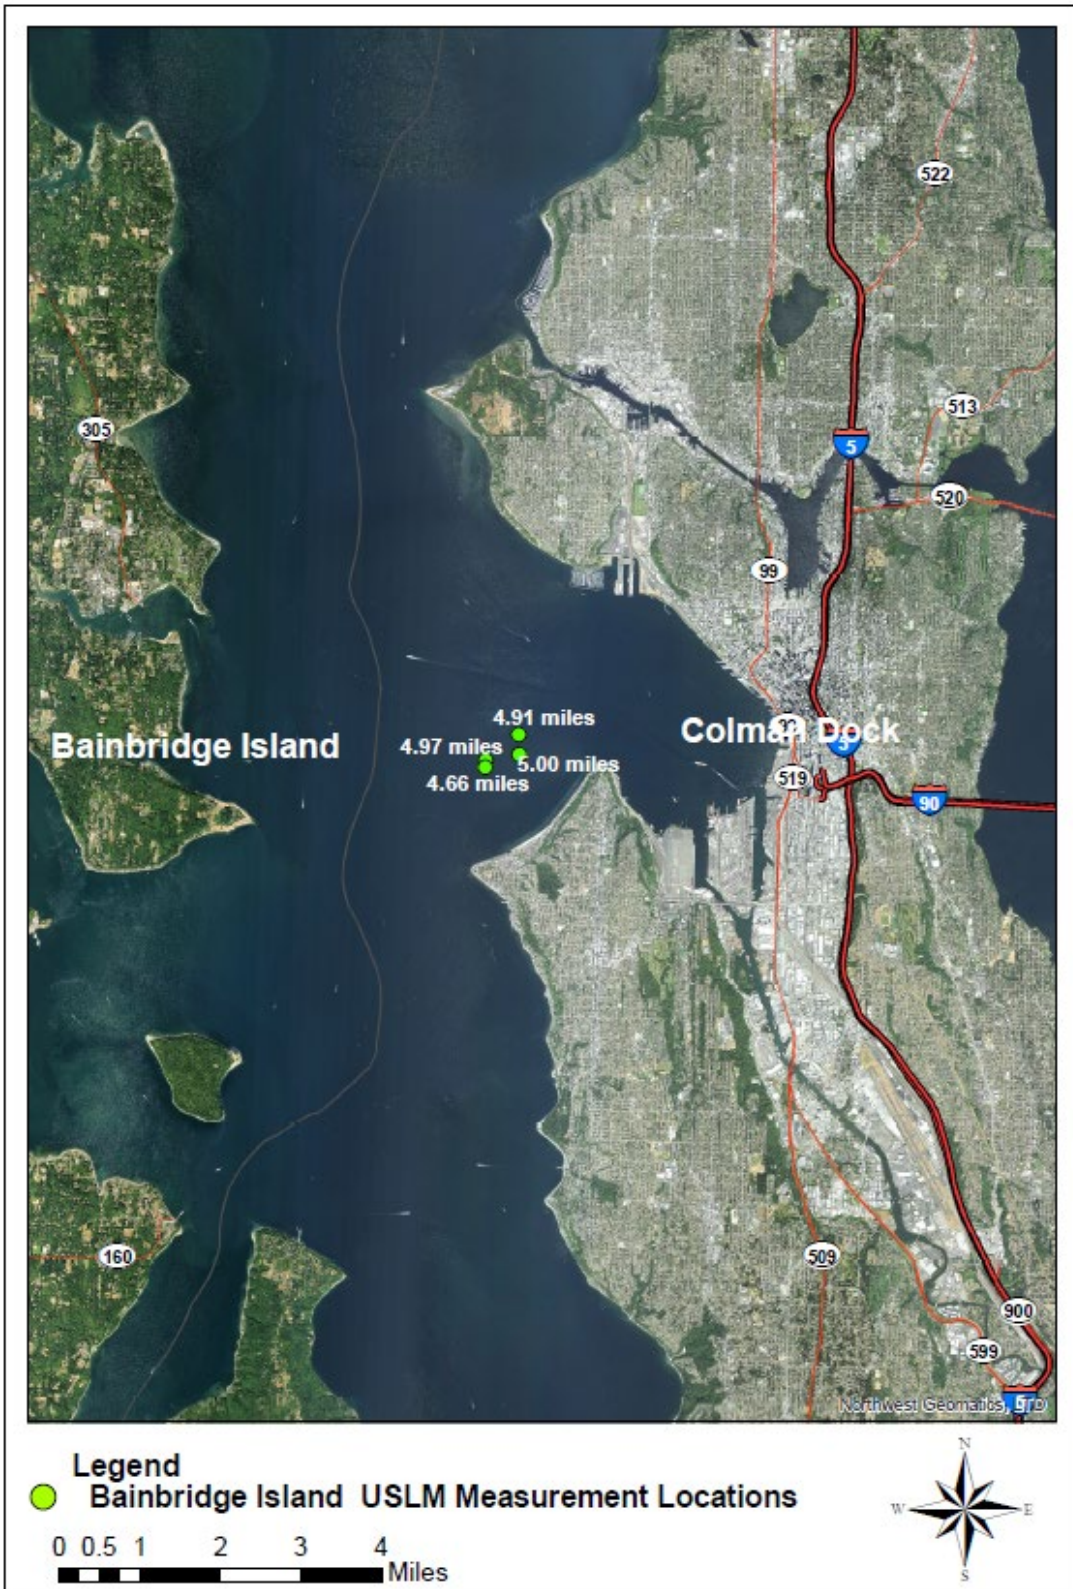 522
513
305
5
520
99
4.91 miles
Bainbridge Island
4.97 miles
Colman Dock
5.00 miles
4.66 miles
519
5
90
160
509
900
599
5
Northwest Geomatics, LTD
Legend
Bainbridge Island USLM Measurement Locations
0 0.5 1 2 3 4
Miles
N
W
E
S